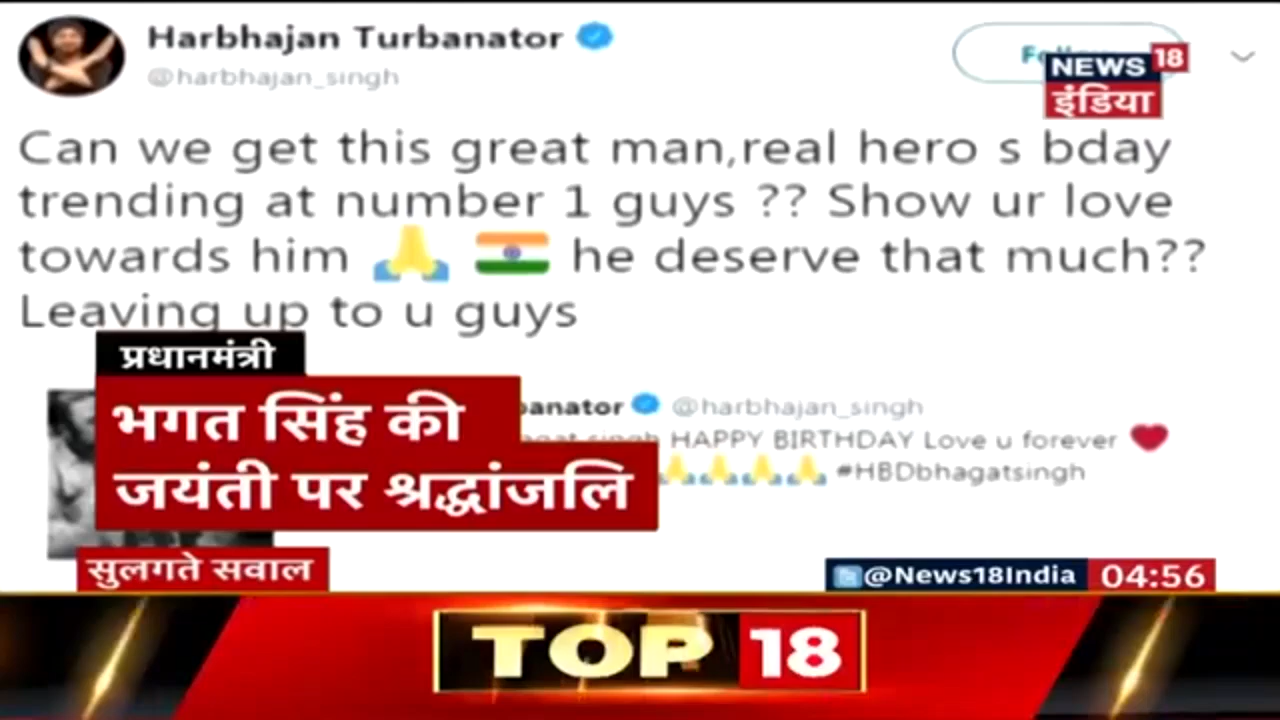 Harbhajan Turbanator
@harbhajan_singh
NEWS 18
इंडिया
Can we get this great man,real hero s bday
trending at number 1 guys ?? Show ur love
towards him 🙏 🇮🇳 he deserve that much??
Leaving up to u guys
प्रधानमंत्री
भगत सिंह की
जयंती पर श्रद्धांजलि
@harbhajan_singh
HAPPY BIRTHDAY Love u forever ❤
🙏🙏🙏🙏 #HBDbhagatsingh
सुलगते सवाल
@News18India 04:56
TOP 18